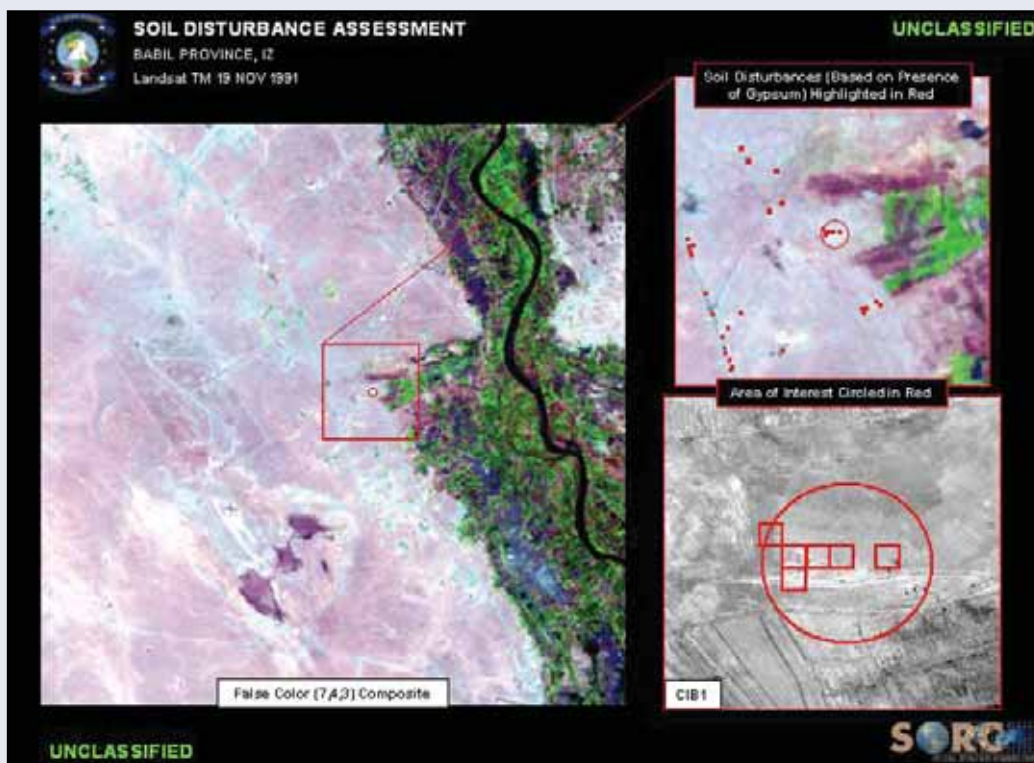 SOIL DISTURBANCE ASSESSMENT
BABIL PROVINCE, IZ
Landsat TM 19 NOV 1991
UNCLASSIFIED
Soil Disturbances (Based on Presence
of Gypsum) Highlighted in Red
Area of Interest Circled in Red
False Color (7,4,3) Composite
CIB1
UNCLASSIFIED